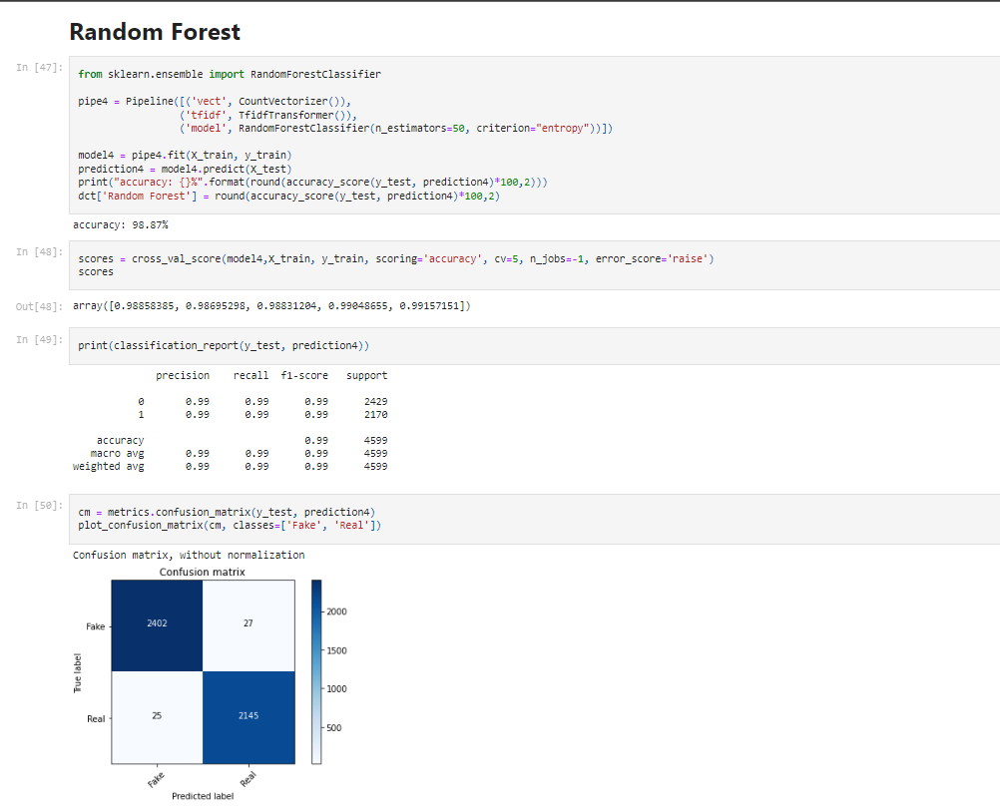 Random Forest
In [47]:
from sklearn.ensemble import RandomForestClassifier
pipe4 = Pipeline([('vect', CountVectorizer()),
('tfidf', TfidfTransformer()),
('model', RandomForestClassifier(n_estimators=50, criterion="entropy"))])
model4 = pipe4.fit(X_train, y_train)
prediction4 = model4.predict(X_test)
print("accuracy: {}%".format(round(accuracy_score(y_test, prediction4)*100,2)))
dct['Random Forest'] = round(accuracy_score(y_test, prediction4)*100,2)
accuracy: 98.87%
In [48]:
scores = cross_val_score(model4,X_train, y_train, scoring='accuracy', cv=5, n_jobs=-1, error_score='raise')
scores
Out[48]: array([0.98858385, 0.98695298, 0.98831204, 0.99048655, 0.99157151])
In [49]:
print(classification_report(y_test, prediction4))
precision recall f1-score support
0 0.99 0.99 0.99 2429
1 0.99 0.99 0.99 2170
accuracy 0.99 4599
macro avg 0.99 0.99 0.99 4599
weighted avg 0.99 0.99 0.99 4599
In [50]:
cm = metrics.confusion_matrix(y_test, prediction4)
plot_confusion_matrix(cm, classes=['Fake', 'Real'])
Confusion matrix, without normalization
Confusion matrix
Fake 2402 27
Real 25 2145
True label
Fake Real
Predicted label
2000
1500
1000
500